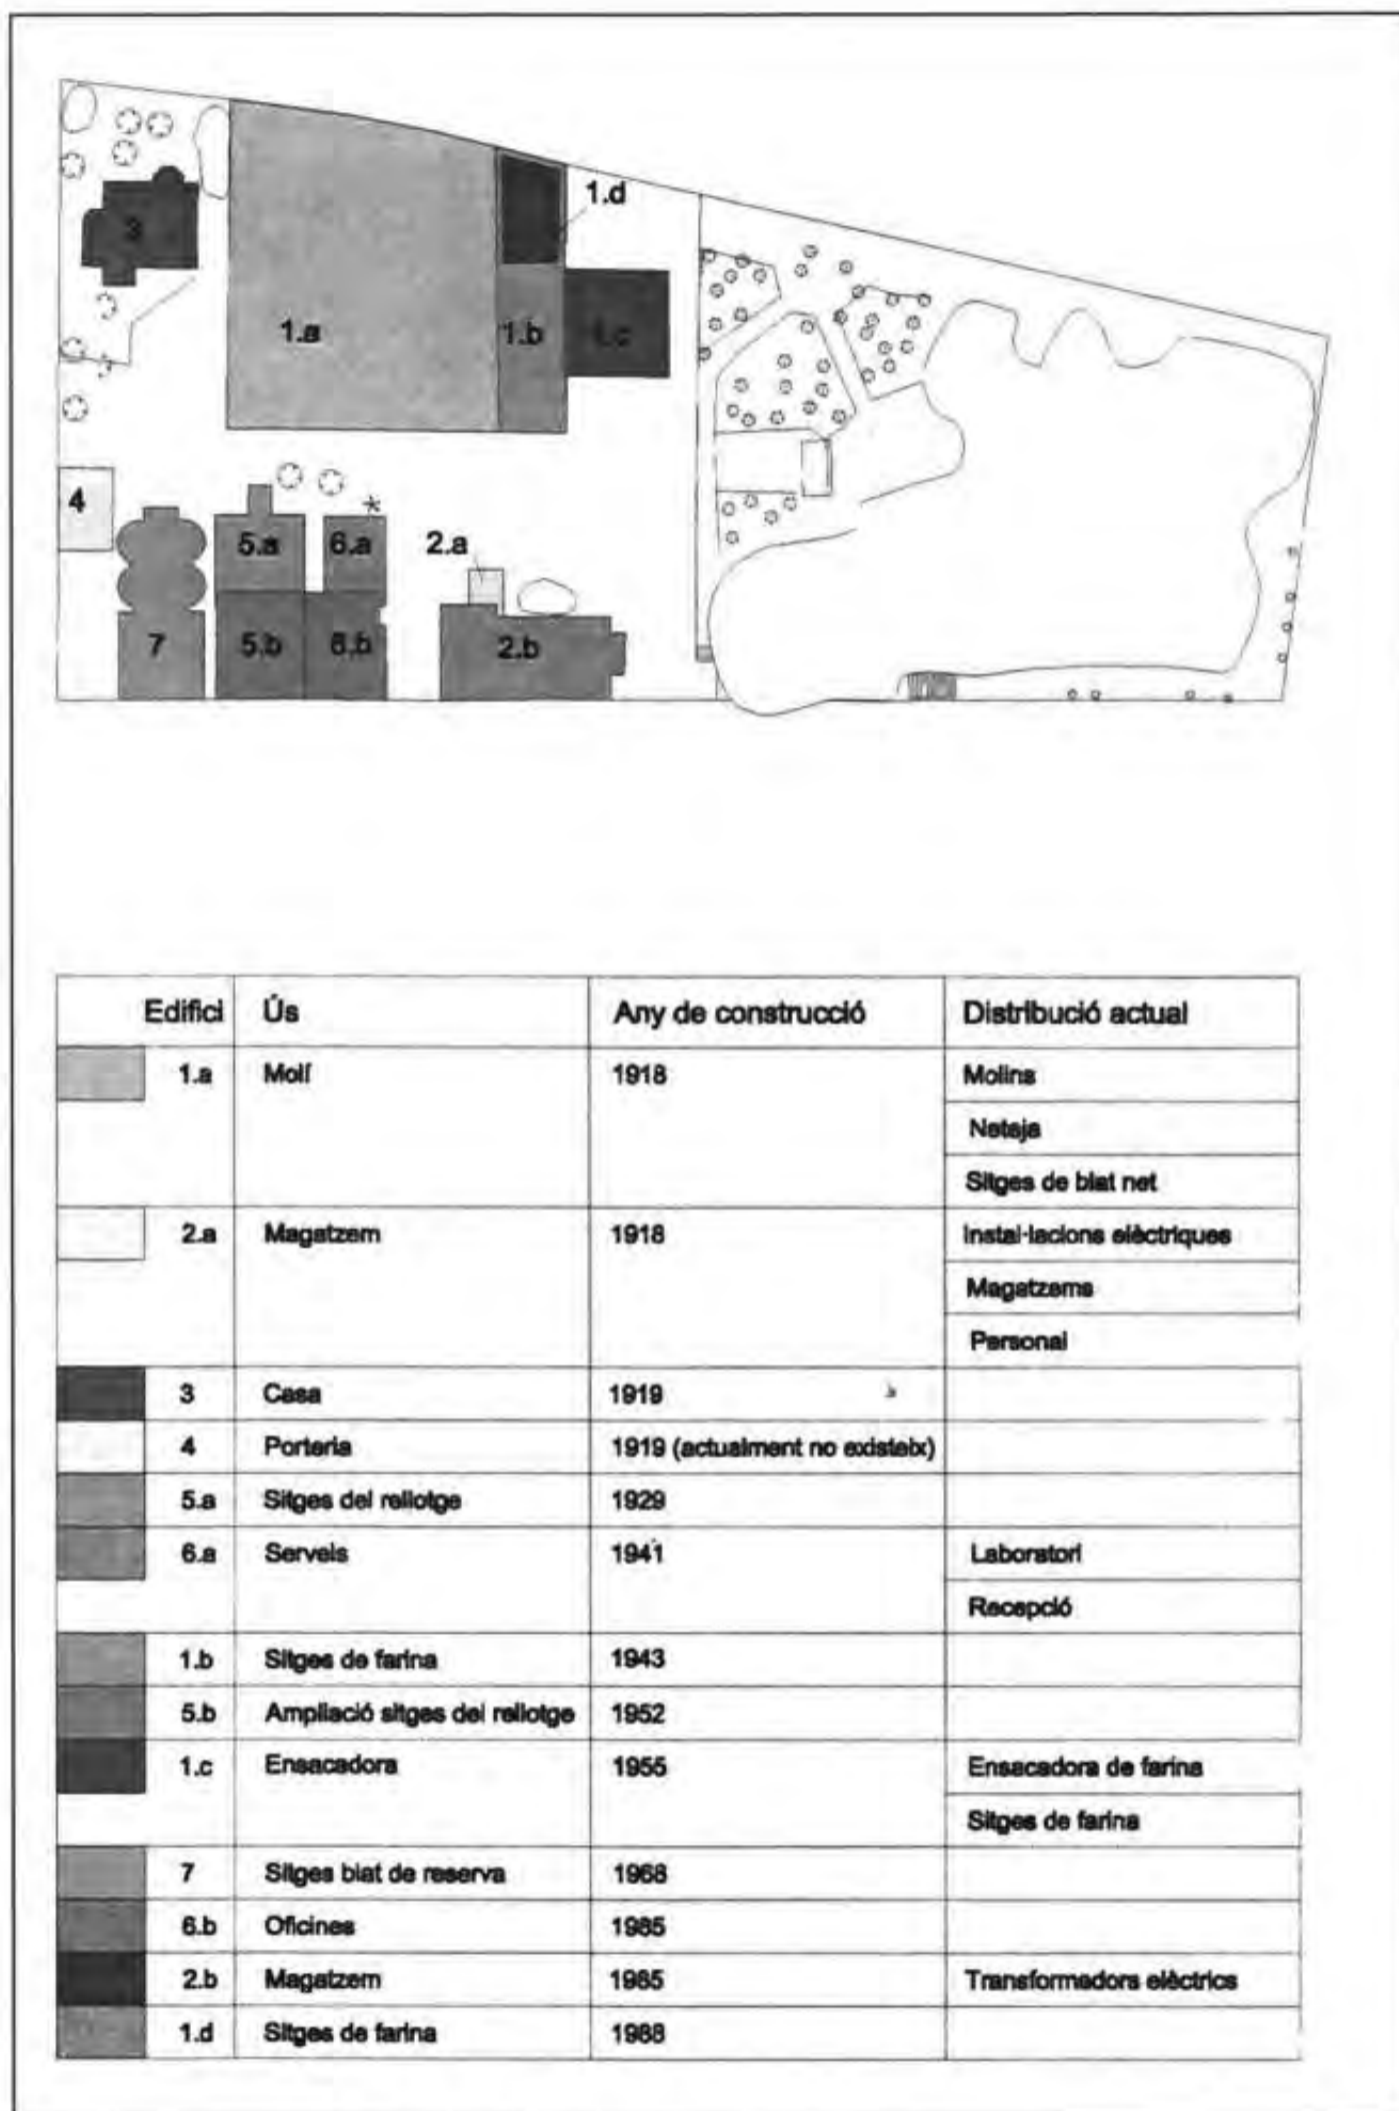 1.d
3
1.a
1.b
1.c
4
5.a
6.a
2.a
7
5.b
6.b
2.b
Edifici Ús Any de construcció Distribució actual
1.a Molí 1918 Molins
Neteja
Sitges de blat net
2.a Magatzem 1918 Instal·lacions elèctriques
Magatzems
Personal
3 Casa 1919
4 Porteria 1919 (actualment no existeix)
5.a Sitges del rellotge 1929
6.a Serveis 1941 Laboratori
Recepció
1.b Sitges de farina 1943
5.b Ampliació sitges del rellotge 1952
1.c Ensacadora 1955 Ensacadora de farina
Sitges de farina
7 Sitges blat de reserva 1968
6.b Oficines 1985
2.b Magatzem 1985 Transformadors elèctrics
1.d Sitges de farina 1988